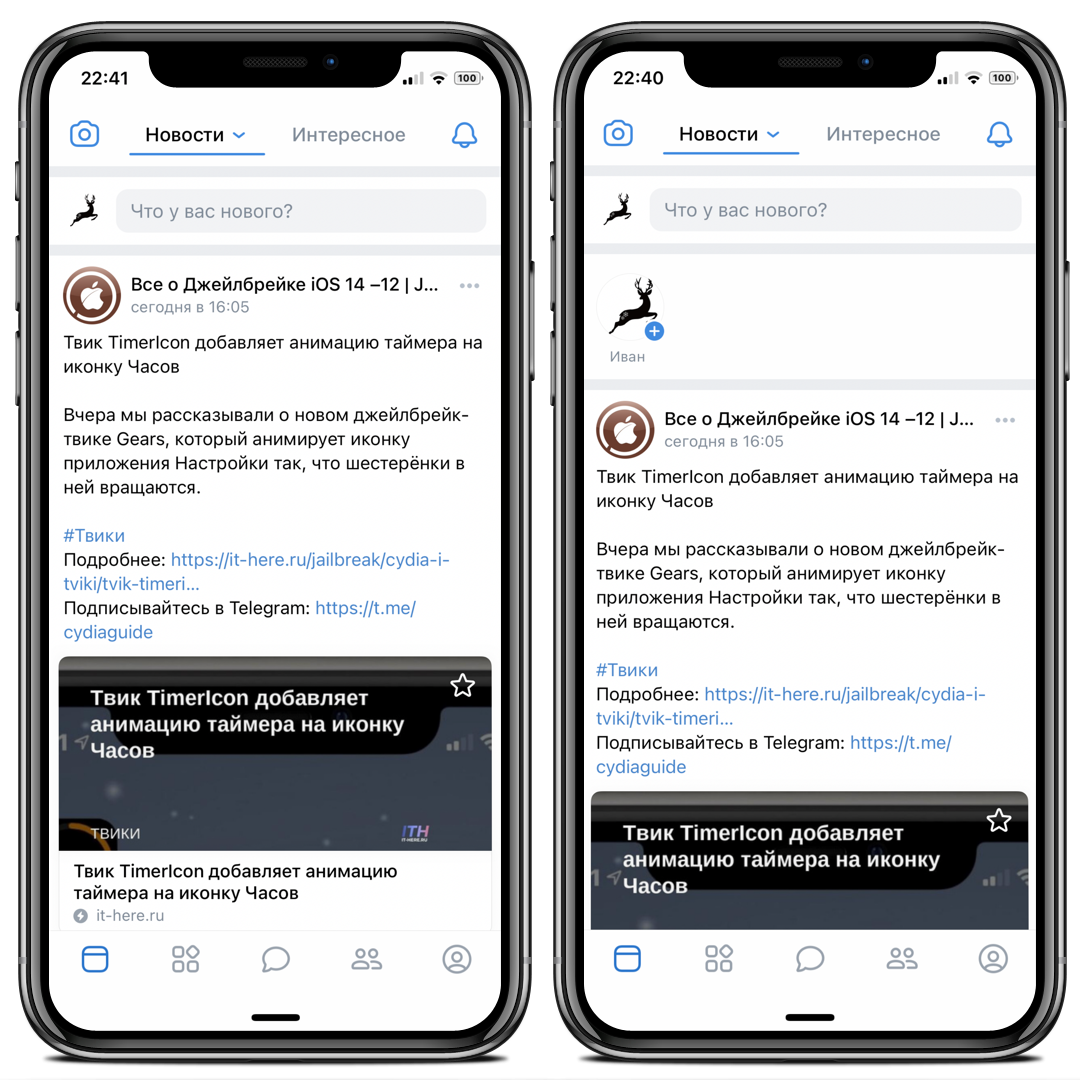 22:41
100
Новости
Интересное
Что у вас нового?
Все о Джейлбрейке iOS 14 –12 | J...
сегодня в 16:05
Твик TimerIcon добавляет анимацию таймера на
иконку Часов
Вчера мы рассказывали о новом джейлбрейк-
твике Gears, который анимирует иконку
приложения Настройки так, что шестерёнки в
ней вращаются.
#Твики
Подробнее: https://it-here.ru/jailbreak/cydia-i-
tviki/tvik-timeri...
Подписывайтесь в Telegram: https://t.me/
cydiaguide
Твик TimerIcon добавляет
анимацию таймера на иконку
Часов
1
ТВИКИ
ITH
IT-HERE.RU
Твик TimerIcon добавляет анимацию
таймера на иконку Часов
it-here.ru
22:40
100
Новости
Интересное
Что у вас нового?
Иван
Все о Джейлбрейке iOS 14 –12 | J...
сегодня в 16:05
Твик TimerIcon добавляет анимацию таймера на
иконку Часов
Вчера мы рассказывали о новом джейлбрейк-
твике Gears, который анимирует иконку
приложения Настройки так, что шестерёнки в
ней вращаются.
#Твики
Подробнее: https://it-here.ru/jailbreak/cydia-i-
tviki/tvik-timeri...
Подписывайтесь в Telegram: https://t.me/
cydiaguide
Твик TimerIcon добавляет
анимацию таймера на иконку
Часов
1